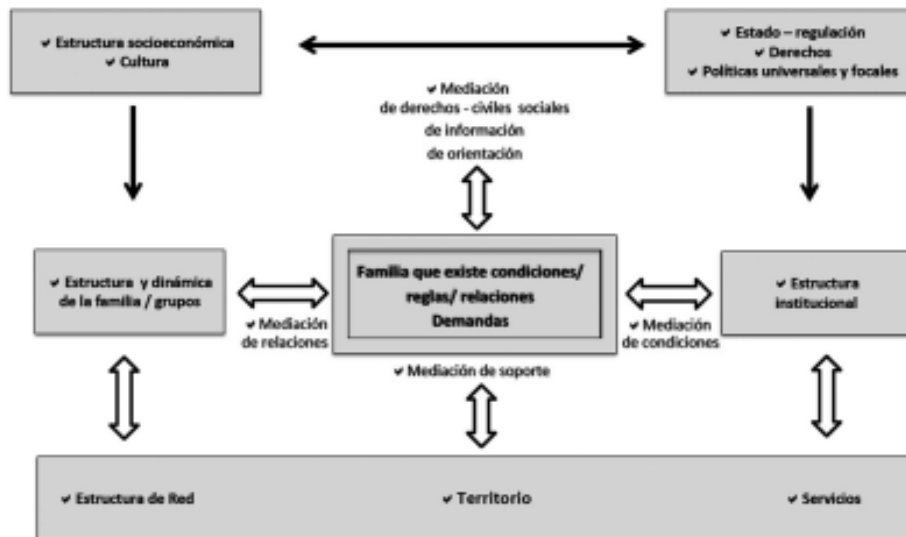 ✓ Estructura socioeconómica
✓ Cultura
✓ Estado – regulación
✓ Derechos
✓ Políticas universales y focales
✓ Mediación
de derechos - civiles sociales
de información
de orientación
✓ Estructura y dinámica
de la familia / grupos
Familia que existe condiciones/
reglas/ relaciones
Demandas
✓ Estructura
institucional
✓ Mediación
de relaciones
✓ Mediación
de condiciones
✓ Mediación de soporte
✓ Estructura de Red
✓ Territorio
✓ Servicios